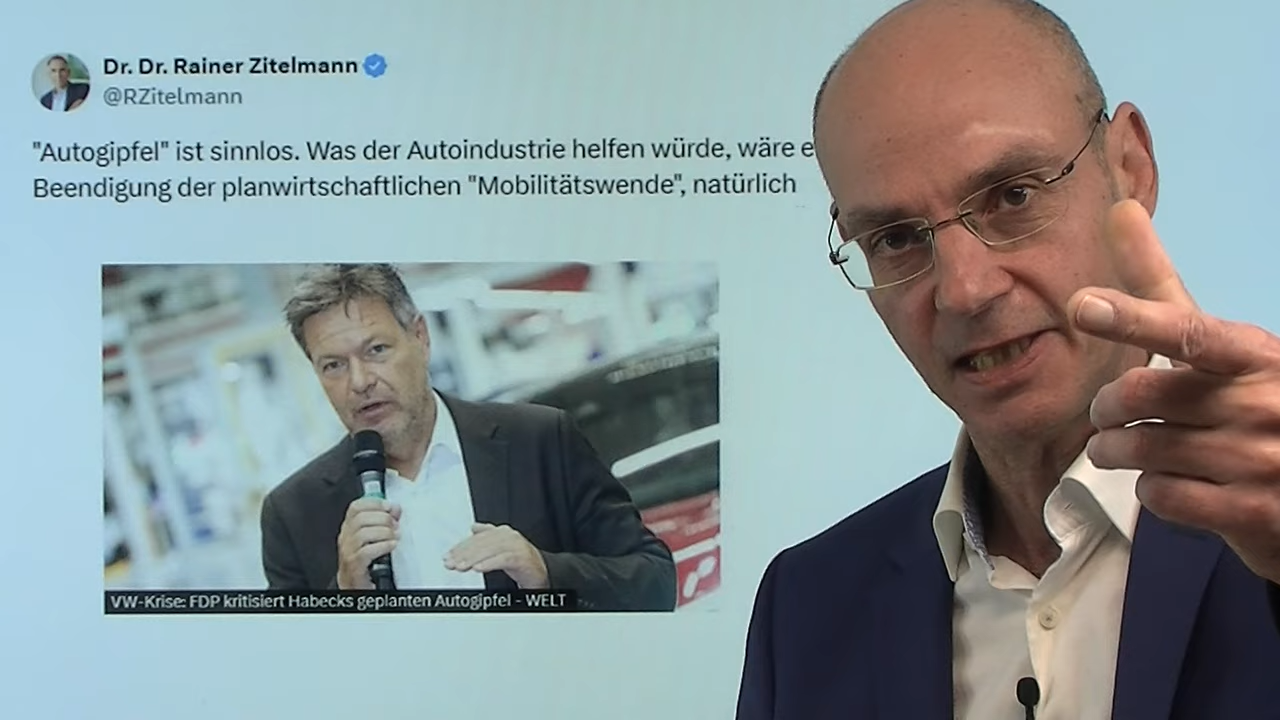 Dr. Dr. Rainer Zitelmann
@RZitelmann
"Autogipfel" ist sinnlos. Was der Autoindustrie helfen würde, wäre e
Beendigung der planwirtschaftlichen "Mobilitätswende", natürlich
VW-Krise: FDP kritisiert Habecks geplanten Autogipfel - WELT